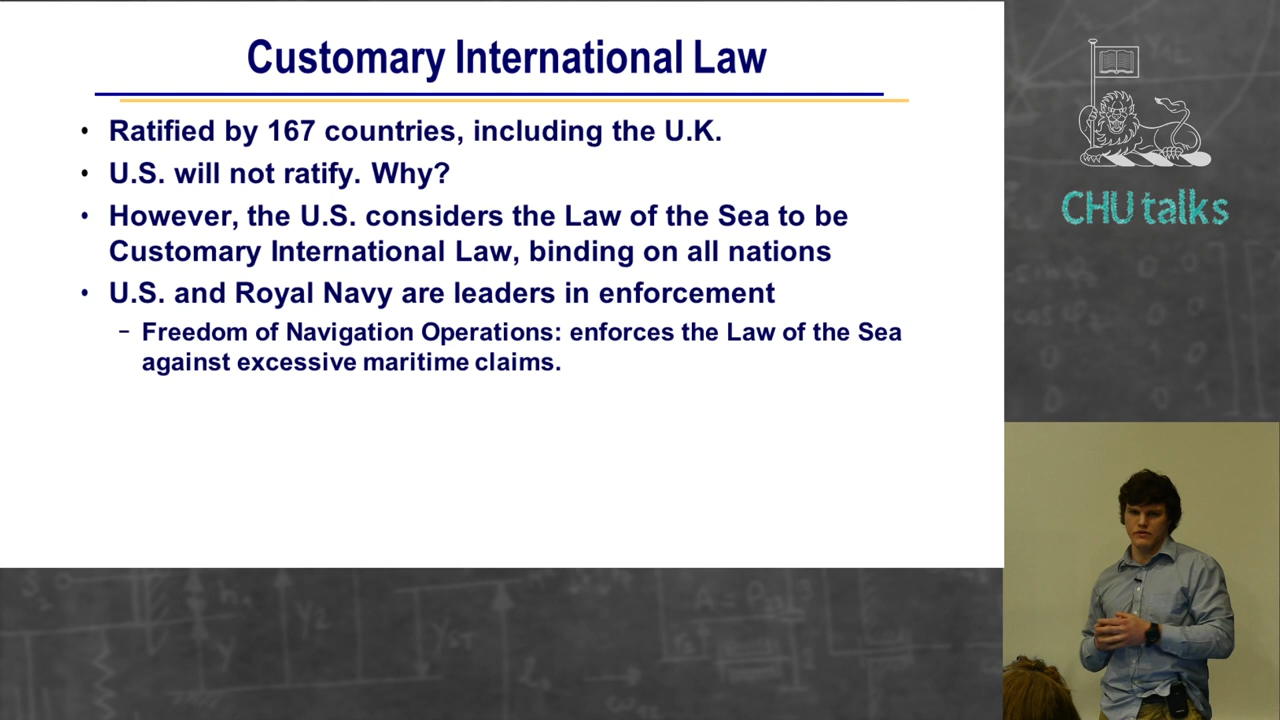 Customary International Law
• Ratified by 167 countries, including the U.K.
• U.S. will not ratify. Why?
• However, the U.S. considers the Law of the Sea to be
Customary International Law, binding on all nations
• U.S. and Royal Navy are leaders in enforcement
– Freedom of Navigation Operations: enforces the Law of the Sea
against excessive maritime claims.
CHU talks